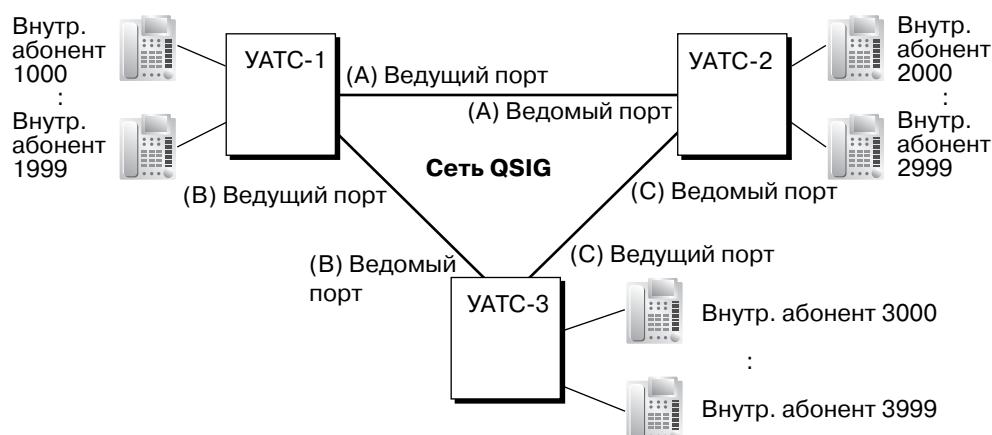 Внутр.
абонент
1000
:
Внутр.
абонент
1999
УАТС-1
(A) Ведущий порт
(A) Ведомый порт
УАТС-2
Внутр.
абонент
2000
:
Внутр.
абонент
2999
Сеть QSIG
(B) Ведущий порт
(C) Ведомый порт
(B) Ведомый
порт
(C) Ведущий порт
УАТС-3
Внутр. абонент 3000
:
Внутр. абонент 3999